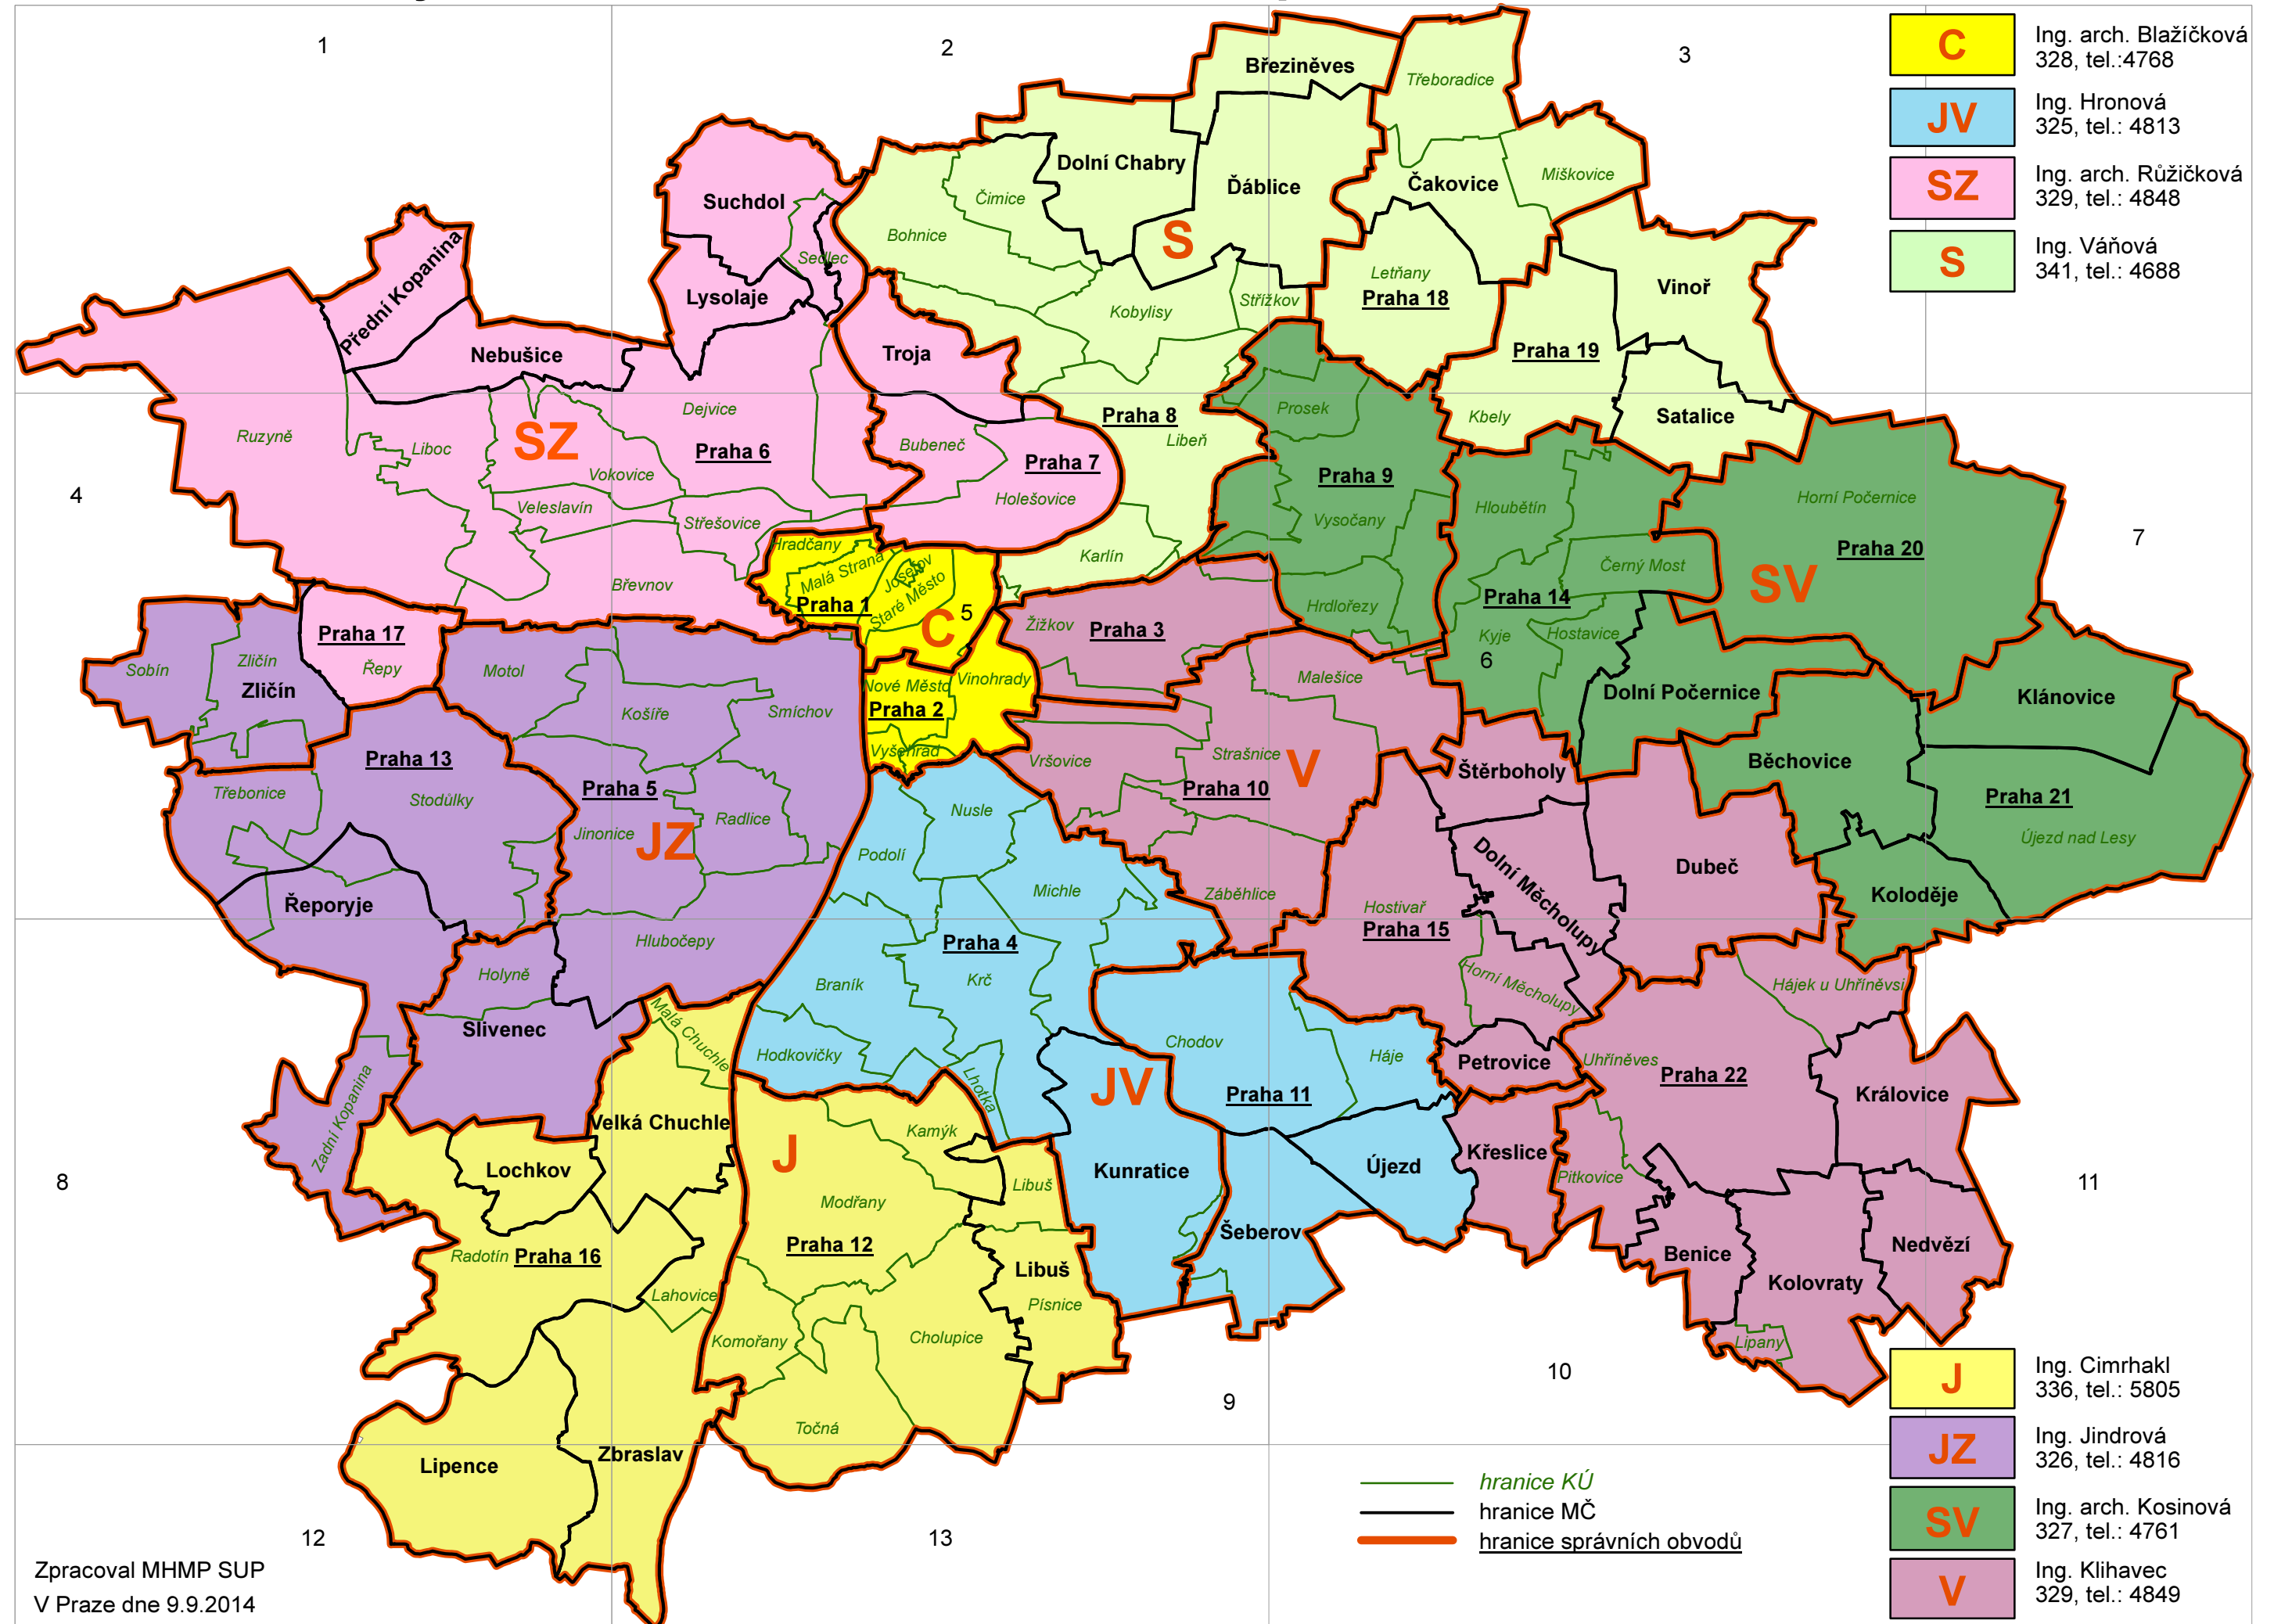 1
2
3
C
Ing. arch. Blažíčková
328, tel.:4768
JV
Ing. Hronová
325, tel.: 4813
SZ
Ing. arch. Růžičková
329, tel.: 4848
S
Ing. Váňová
341, tel.: 4688
Březiněves
Třeboradice
Dolní Chabry
Ďáblice
Čakovice
Miškovice
Suchdol
Čimice
Bohnice
S
Sedlec
Přední Kopanina
Lysolaje
Letňany
Praha 18
Vinoř
Střížkov
Kobylisy
Nebušice
Troja
Praha 19
Dejvice
Prosek
Praha 8
Kbely
Satalice
Ruzyně
Liboc
SZ
Praha 6
Bubeneč
Libeň
Praha 7
Vokovice
Praha 9
4
Holešovice
Horní Počernice
Veleslavín
Střešovice
Vysočany
Hloubětín
7
Hradčany
Praha 20
Karlín
Malá Strana
Josefov
Černý Most
Břevnov
SV
Staré Město
Praha 1
Praha 14
Hrdlořezy
C
5
Praha 17
Žižkov
Praha 3
Kyje
Hostavice
6
Sobín
Zličín
Řepy
Motol
Malešice
Zličín
Nové Město
Vinohrady
Dolní Počernice
Klánovice
Košíře
Smíchov
Praha 2
Praha 13
Vyšehrad
Vršovice
Strašnice
V
Štěrboholy
Běchovice
Praha 5
Praha 10
Třebonice
Stodůlky
Praha 21
Nusle
Radlice
Jinonice
JZ
Újezd nad Lesy
Podolí
Dubeč
Dolní Měcholupy
Michle
Záběhlice
Koloděje
Řeporyje
Hostivař
Praha 15
Hlubočepy
Praha 4
Holyně
Krč
Braník
Horní Měcholupy
Hájek u Uhříněvsi
Slivenec
Malá Chuchle
Chodov
Hodkovičky
Háje
Petrovice
Uhříněves
Praha 22
Lhotka
JV
Praha 11
Královice
Zadní Kopanina
Velká Chuchle
Kamýk
J
Křeslice
Lochkov
Kunratice
Újezd
Pitkovice
8
Libuš
11
Modřany
Šeberov
Radotín
Praha 16
Praha 12
Benice
Nedvězí
Libuš
Kolovraty
Lahovice
Písnice
Komořany
Cholupice
Lipany
10
9
J
Ing. Cimrhakl
336, tel.: 5805
Točná
JZ
Ing. Jindrová
326, tel.: 4816
Zbraslav
Lipence
hranice KÚ
hranice MČ
hranice správních obvodů
SV
Ing. arch. Kosinová
327, tel.: 4761
12
13
V
Ing. Klihavec
329, tel.: 4849
Zpracoval MHMP SUP
V Praze dne 9.9.2014